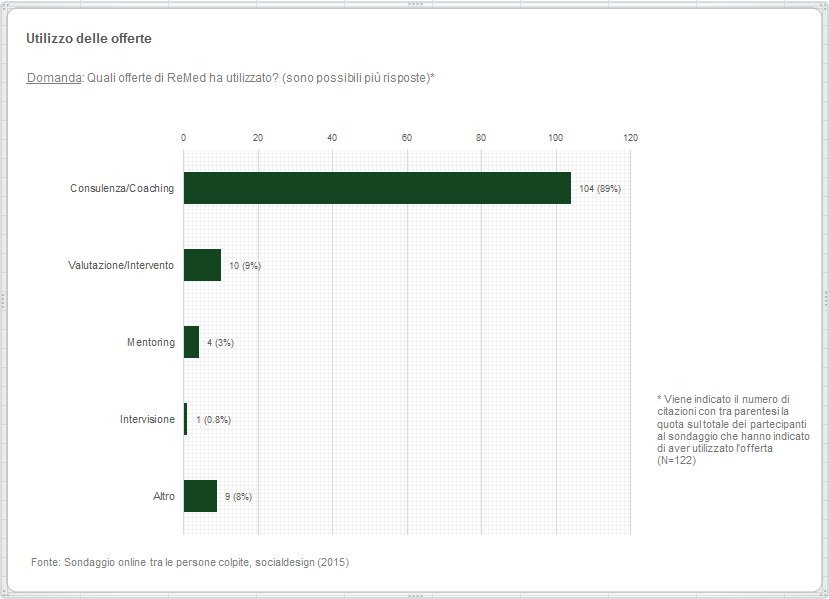 Utilizzo delle offerte
Domanda: Quali offerte di ReMed ha utilizzato? (sono possibili più risposte)*
0 20 40 60 80 100 120
Consulenza/Coaching 104 (89%)
Valutazione/Intervento 10 (9%)
Mentoring 4 (3%)
Intervisione 1 (0.8%)
Altro 9 (8%)
* Viene indicato il numero di
citazioni con tra parentesi la
quota sul totale dei partecipanti
al sondaggio che hanno indicato
di aver utilizzato l'offerta
(N=122)
Fonte: Sondaggio online tra le persone colpite, socialdesign (2015)